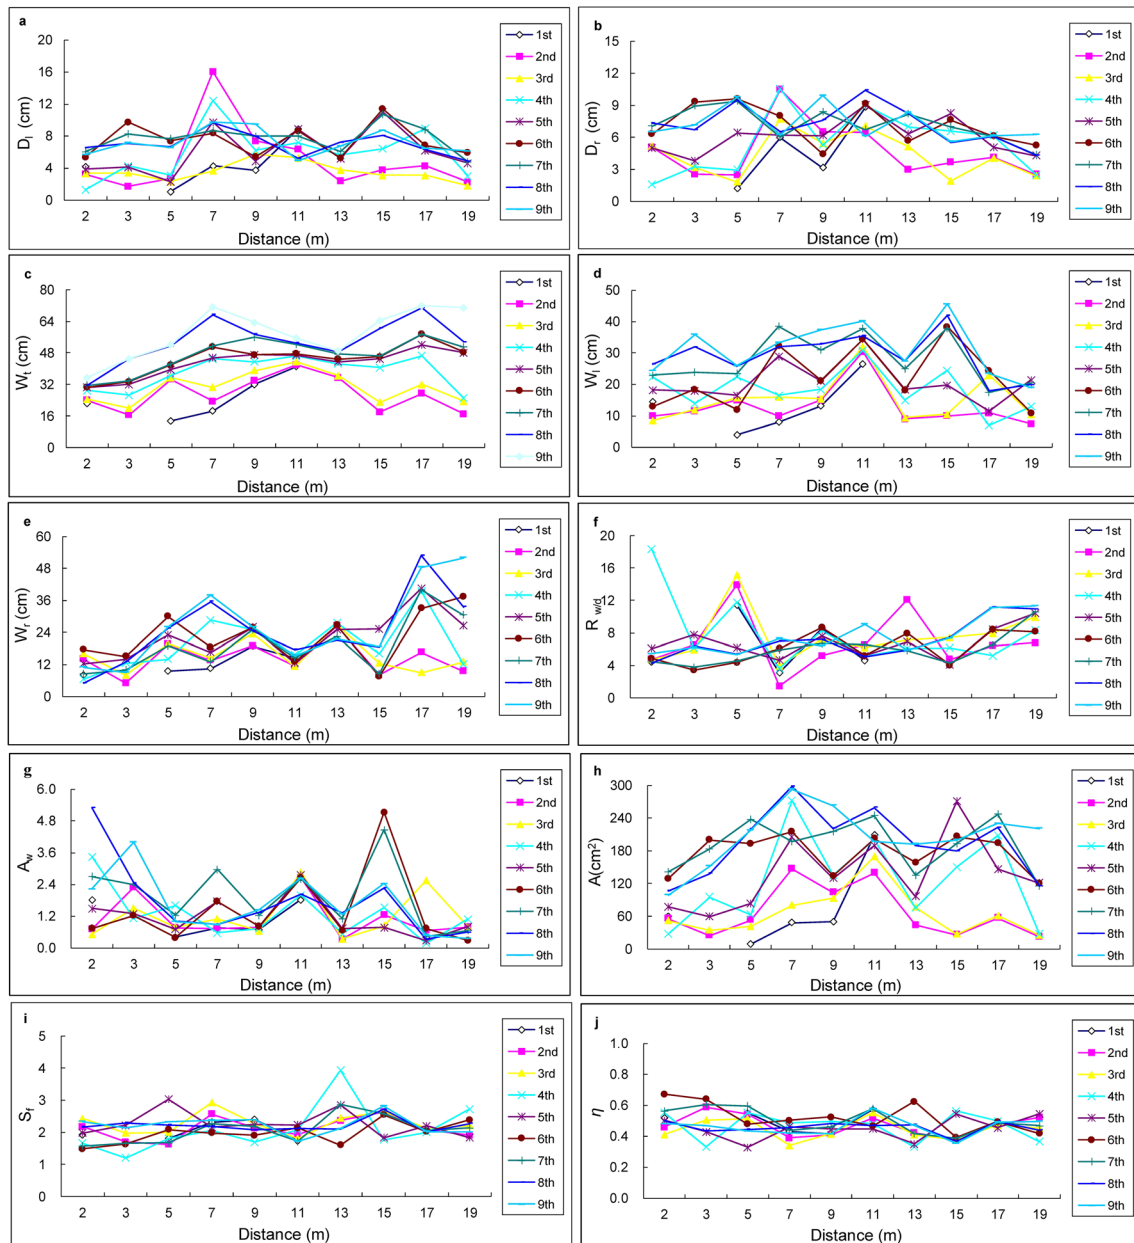 a
20
16
12
8
4
0
D_l (cm)
2 3 5 7 9 11 13 15 17 19
Distance (m)
1st
2nd
3rd
4th
5th
6th
7th
8th
9th
b
15
12
9
6
3
0
D_r (cm)
2 3 5 7 9 11 13 15 17 19
Distance (m)
1st
2nd
3rd
4th
5th
6th
7th
8th
9th
c
80
64
48
32
16
0
W_t (cm)
2 3 5 7 9 11 13 15 17 19
Distance (m)
1st
2nd
3rd
4th
5th
6th
7th
8th
9th
d
50
40
30
20
10
0
W_l (cm)
2 3 5 7 9 11 13 15 17 19
Distance (m)
1st
2nd
3rd
4th
5th
6th
7th
8th
9th
e
60
48
36
24
12
0
W_r (cm)
2 3 5 7 9 11 13 15 17 19
Distance (m)
1st
2nd
3rd
4th
5th
6th
7th
8th
9th
f
20
16
12
8
4
0
R_w/d
2 3 5 7 9 11 13 15 17 19
Distance (m)
1st
2nd
3rd
4th
5th
6th
7th
8th
9th
g
6.0
4.8
3.6
2.4
1.2
0.0
A_w
2 3 5 7 9 11 13 15 17 19
Distance (m)
1st
2nd
3rd
4th
5th
6th
7th
8th
9th
h
300
240
180
120
60
0
A(cm²)
2 3 5 7 9 11 13 15 17 19
Distance (m)
1st
2nd
3rd
4th
5th
6th
7th
8th
9th
i
5
4
3
2
1
0
S_f
2 3 5 7 9 11 13 15 17 19
Distance (m)
1st
2nd
3rd
4th
5th
6th
7th
8th
9th
j
1.0
0.8
0.6
0.4
0.2
0.0
η
2 3 5 7 9 11 13 15 17 19
Distance (m)
1st
2nd
3rd
4th
5th
6th
7th
8th
9th